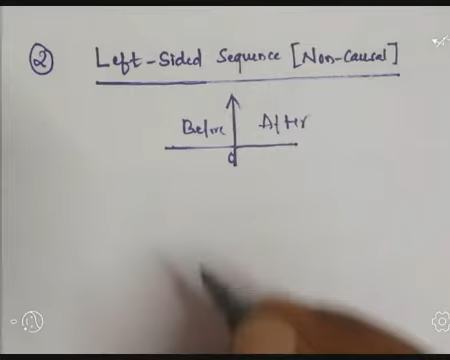 ② Left-Sided Sequence [Non-Causal]
Before After
0